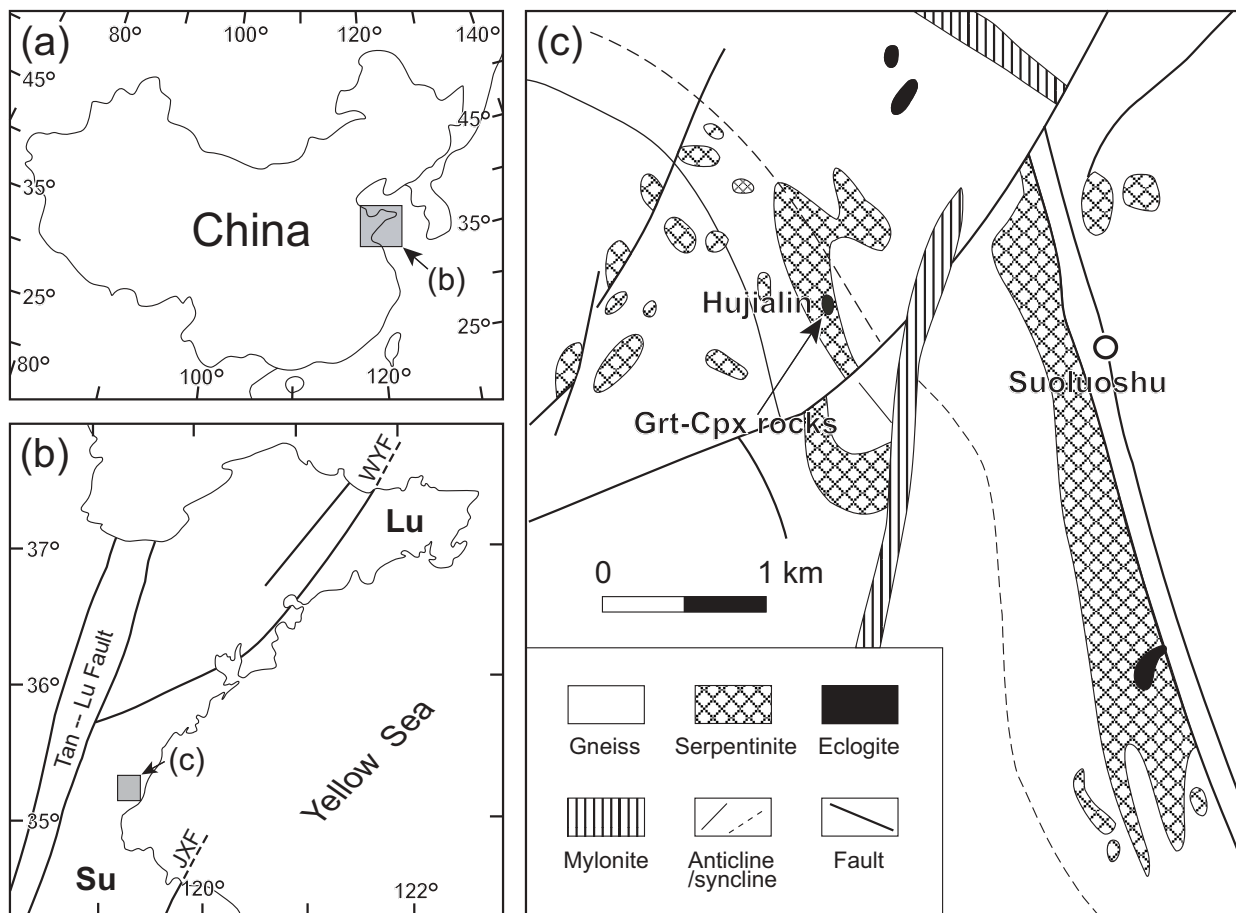 (a)
80°
100°
120°
140°
45°
45°
35°
35°
China
(b)
25°
25°
80°
100°
120°
(b)
WYF
Lu
37°
Tan -- Lu Fault
36°
(c)
Yellow Sea
35°
JXF
Su
120°
122°
(c)
Hujialin
Suoluoshu
Grt-Cpx rocks
0
1 km
Gneiss
Serpentinite
Eclogite
Mylonite
Anticline
/syncline
Fault